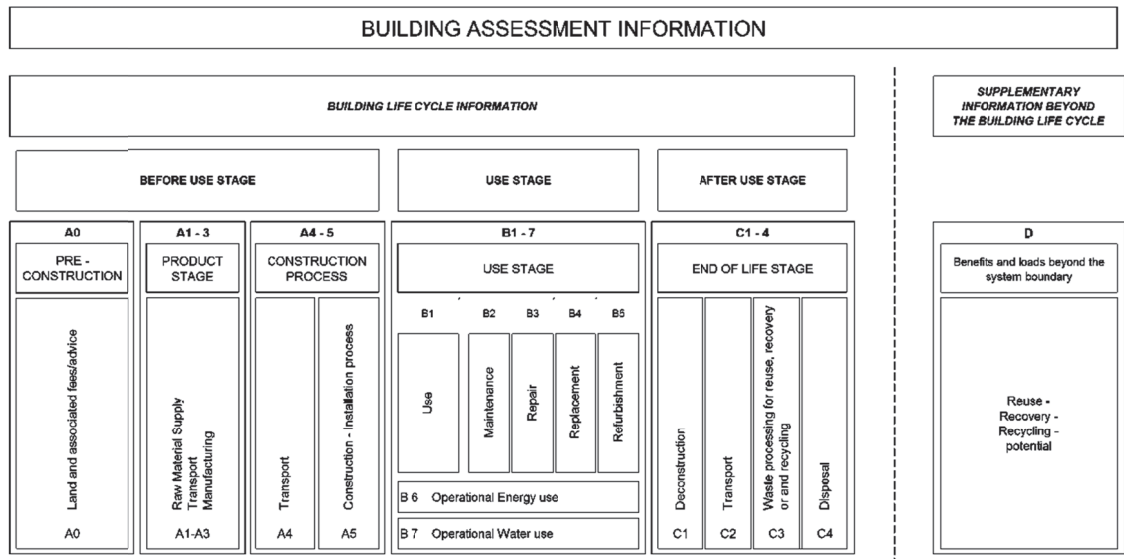 BUILDING ASSESSMENT INFORMATION
BUILDING LIFE CYCLE INFORMATION
SUPPLEMENTARY
INFORMATION BEYOND
THE BUILDING LIFE CYCLE
BEFORE USE STAGE
USE STAGE
AFTER USE STAGE
A0
PRE -
CONSTRUCTION
Land and associated fees/advice
A0
A1 - 3
PRODUCT
STAGE
Raw Material Supply
Transport
Manufacturing
A1-A3
A4 - 5
CONSTRUCTION
PROCESS
Transport
A4
Construction - Installation process
A5
B1 - 7
USE STAGE
B1
Use
B2
Maintenance
B3
Repair
B4
Replacement
B5
Refurbishment
B 6 Operational Energy use
B 7 Operational Water use
C1 - 4
END OF LIFE STAGE
Deconstruction
C1
Transport
C2
Waste processing for reuse, recovery
or and recycling
C3
Disposal
C4
D
Benefits and loads beyond the
system boundary
Reuse -
Recovery -
Recycling -
potential